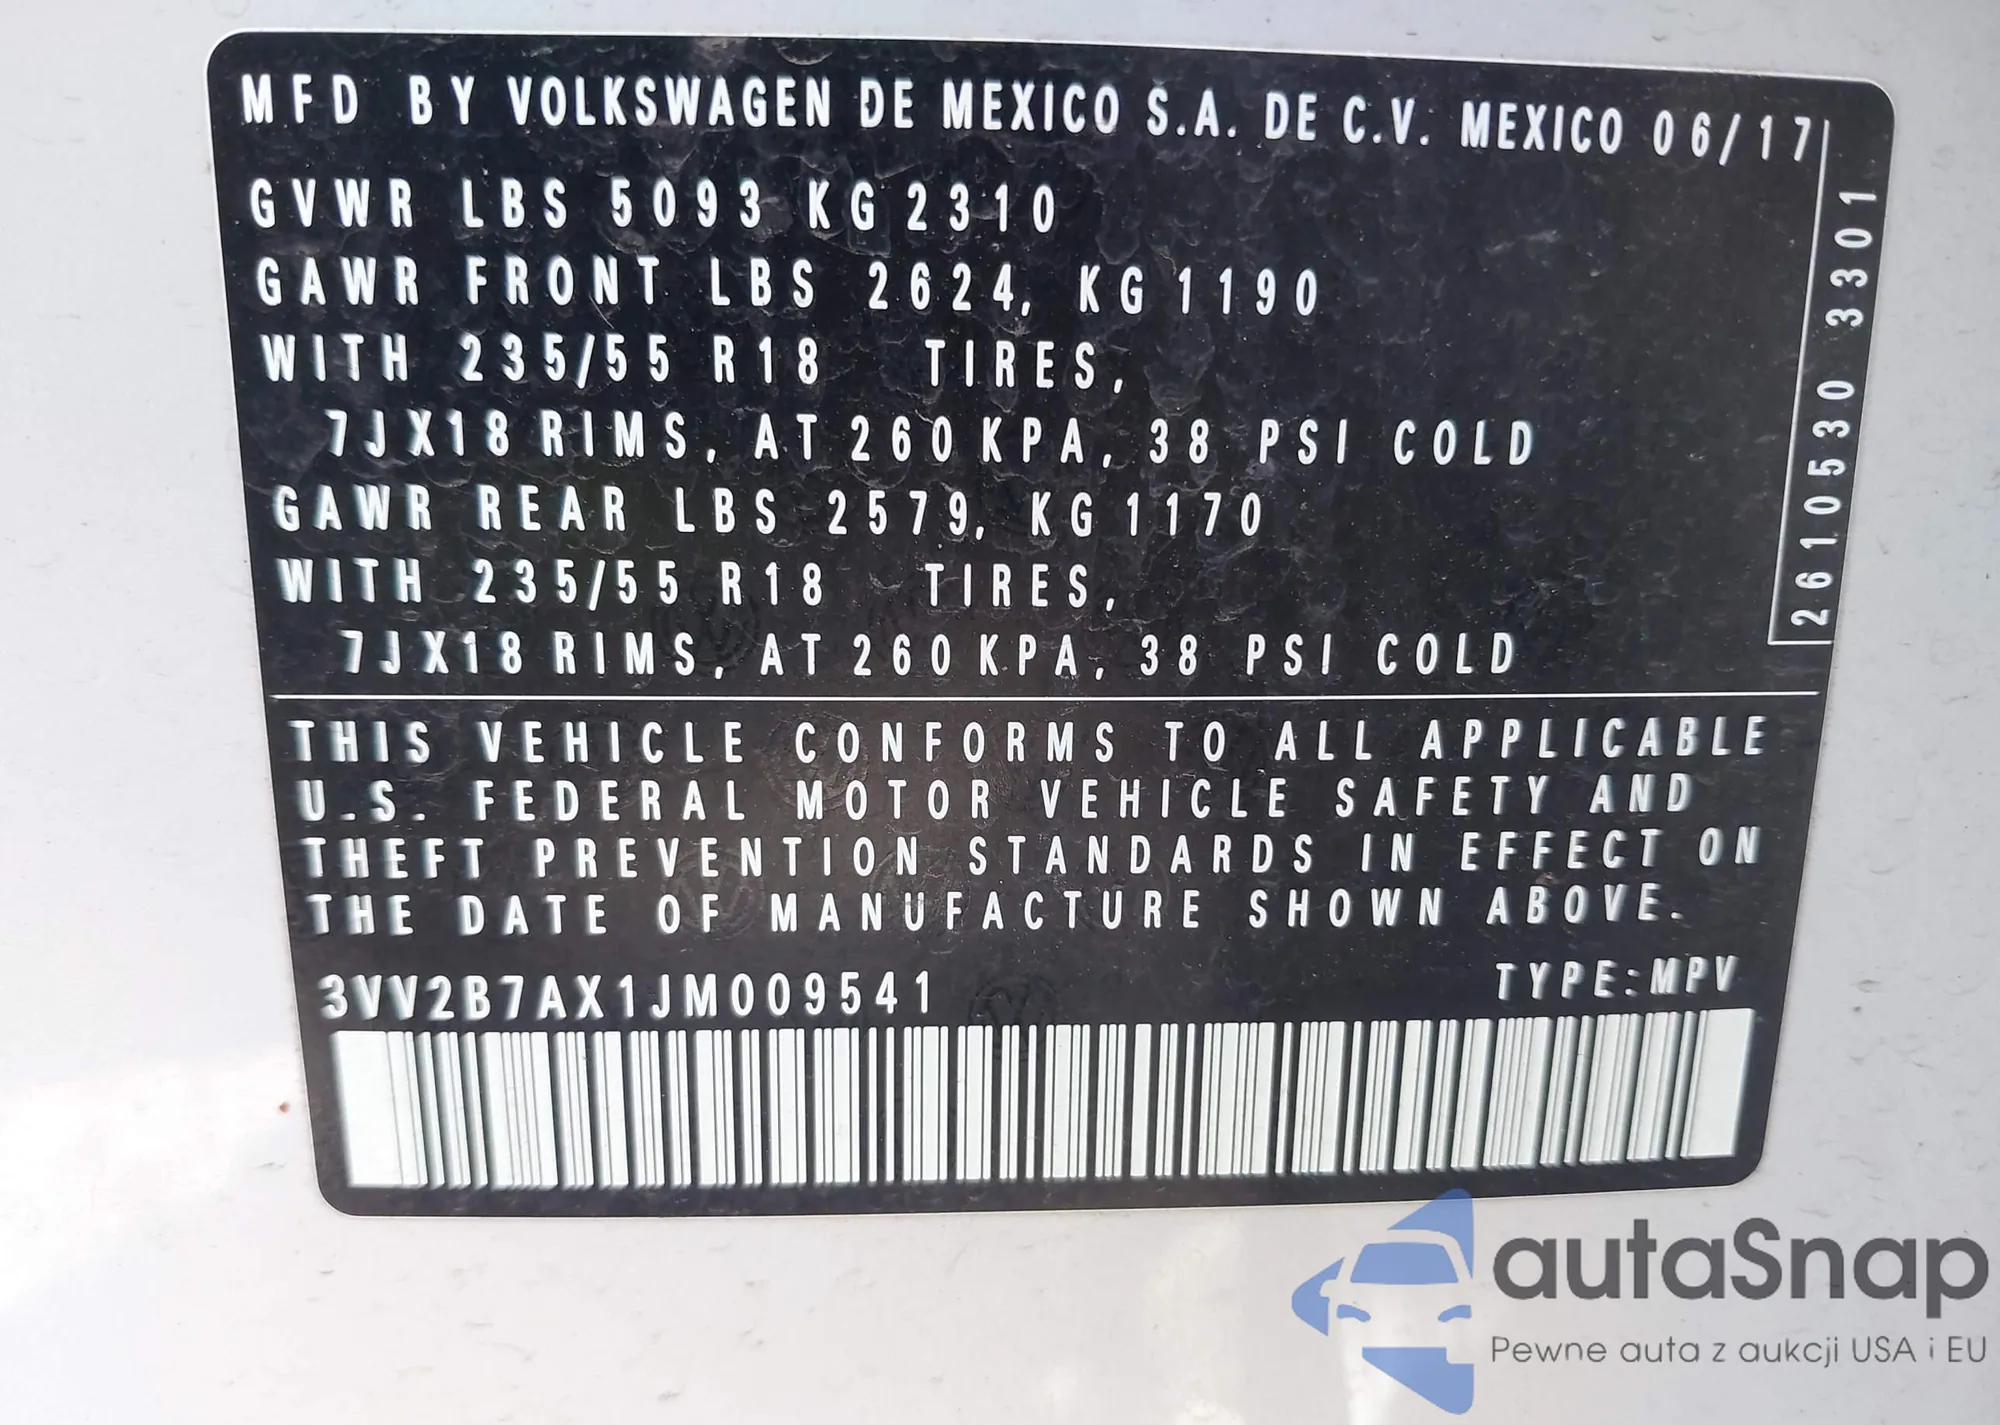 MFD BY VOLKSWAGEN DE MEXICO S.A. DE C.V. MEXICO 06/17
GVWR LBS 5093 KG 2310
GAWR FRONT LBS 2624, KG 1190
WITH 235/55 R18 TIRES,
7JX18 RIMS, AT 260 KPA, 38 PSI COLD
GAWR REAR LBS 2579, KG 1170
WITH 235/55 R18 TIRES,
7JX18 RIMS, AT 260 KPA, 38 PSI COLD
2610530 3301
THIS VEHICLE CONFORMS TO ALL APPLICABLE
U.S. FEDERAL MOTOR VEHICLE SAFETY AND
THEFT PREVENTION STANDARDS IN EFFECT ON
THE DATE OF MANUFACTURE SHOWN ABOVE.
3VV2B7AX1JM009541 TYPE:MPV
autaSnap
Pewne auta z aukcji USA i EU